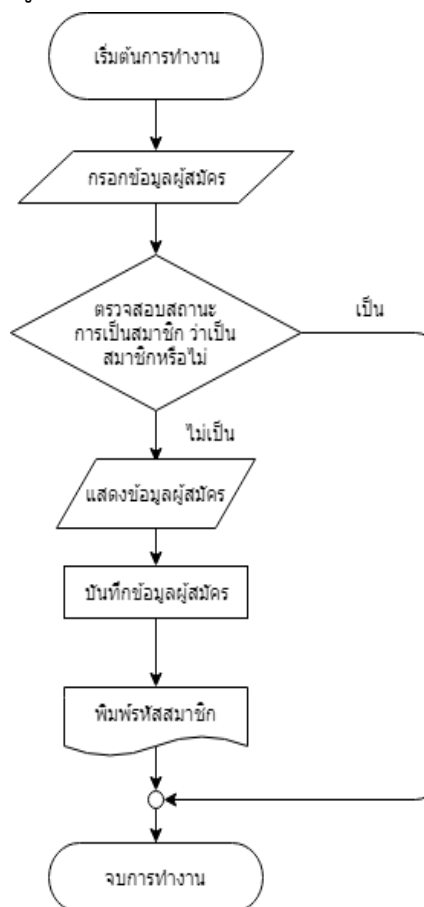 เริ่มต้นการทำงาน
กรอกข้อมูลผู้สมัคร
ตรวจสอบสถานะ
การเป็นสมาชิก ว่าเป็น
สมาชิกหรือไม่
เป็น
ไม่เป็น
แสดงข้อมูลผู้สมัคร
บันทึกข้อมูลผู้สมัคร
พิมพ์รหัสสมาชิก
จบการทำงาน